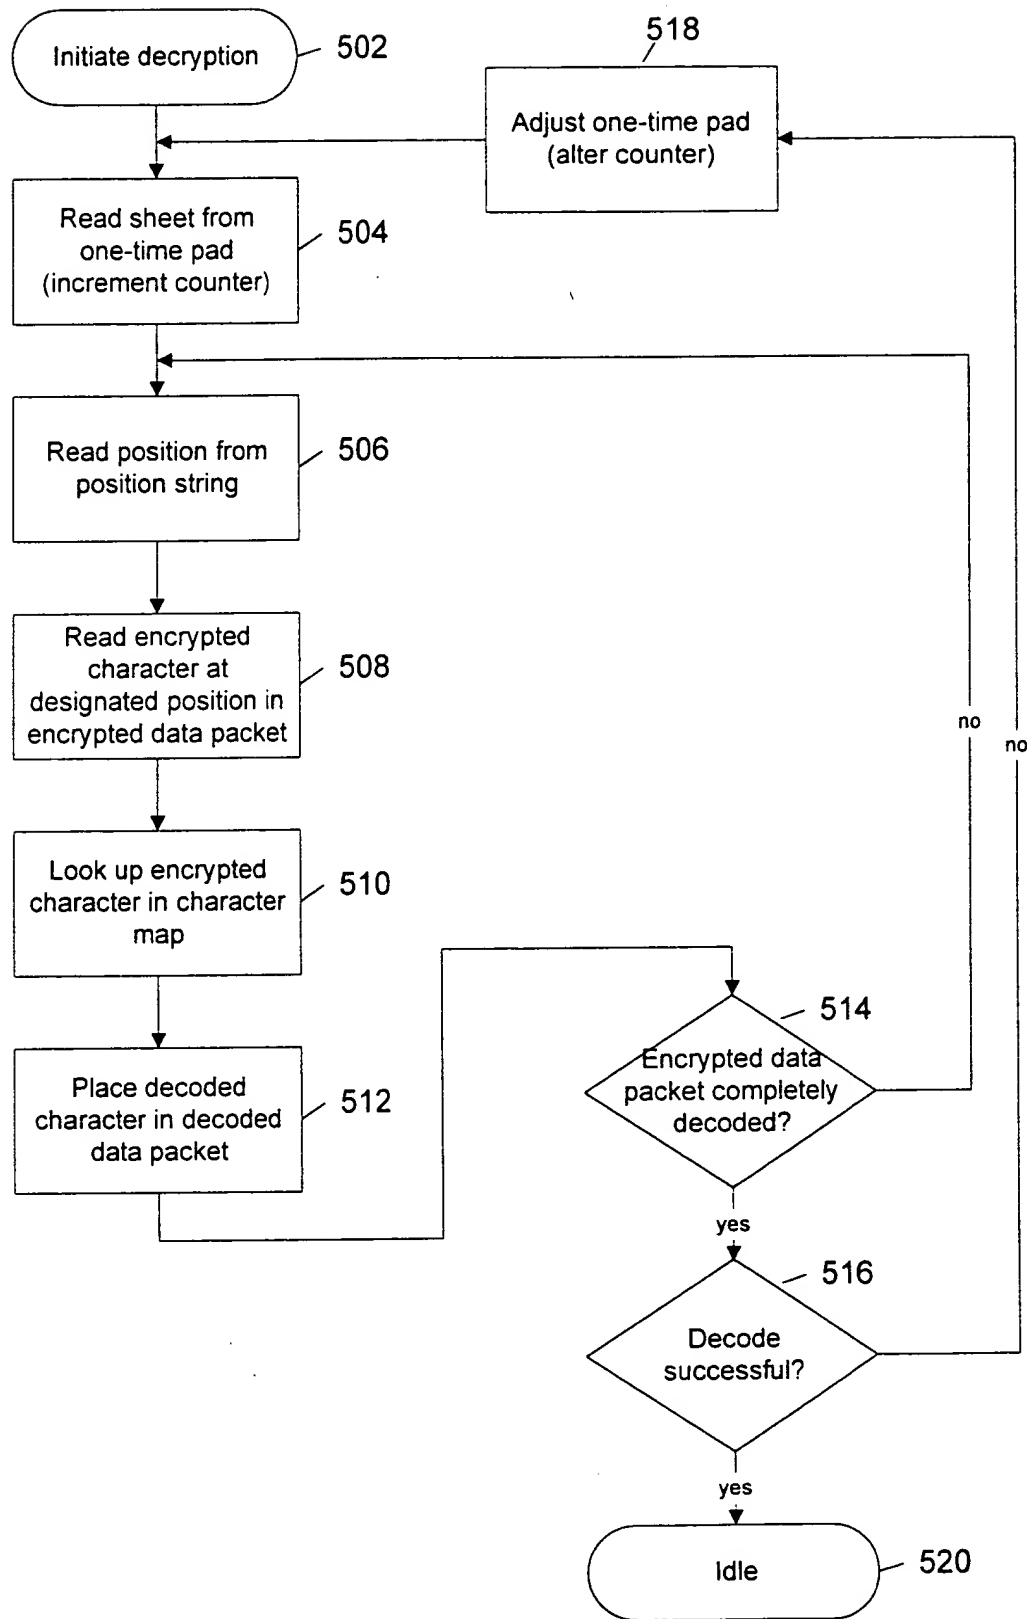 Initiate decryption
502
518
Adjust one-time pad
(alter counter)
Read sheet from
one-time pad
(increment counter)
504
Read position from
position string
506
Read encrypted
character at
designated position in
encrypted data packet
508
no
no
Look up encrypted
character in character
map
510
514
Encrypted data
packet completely
decoded?
Place decoded
character in decoded
data packet
512
yes
516
Decode
successful?
yes
Idle
520